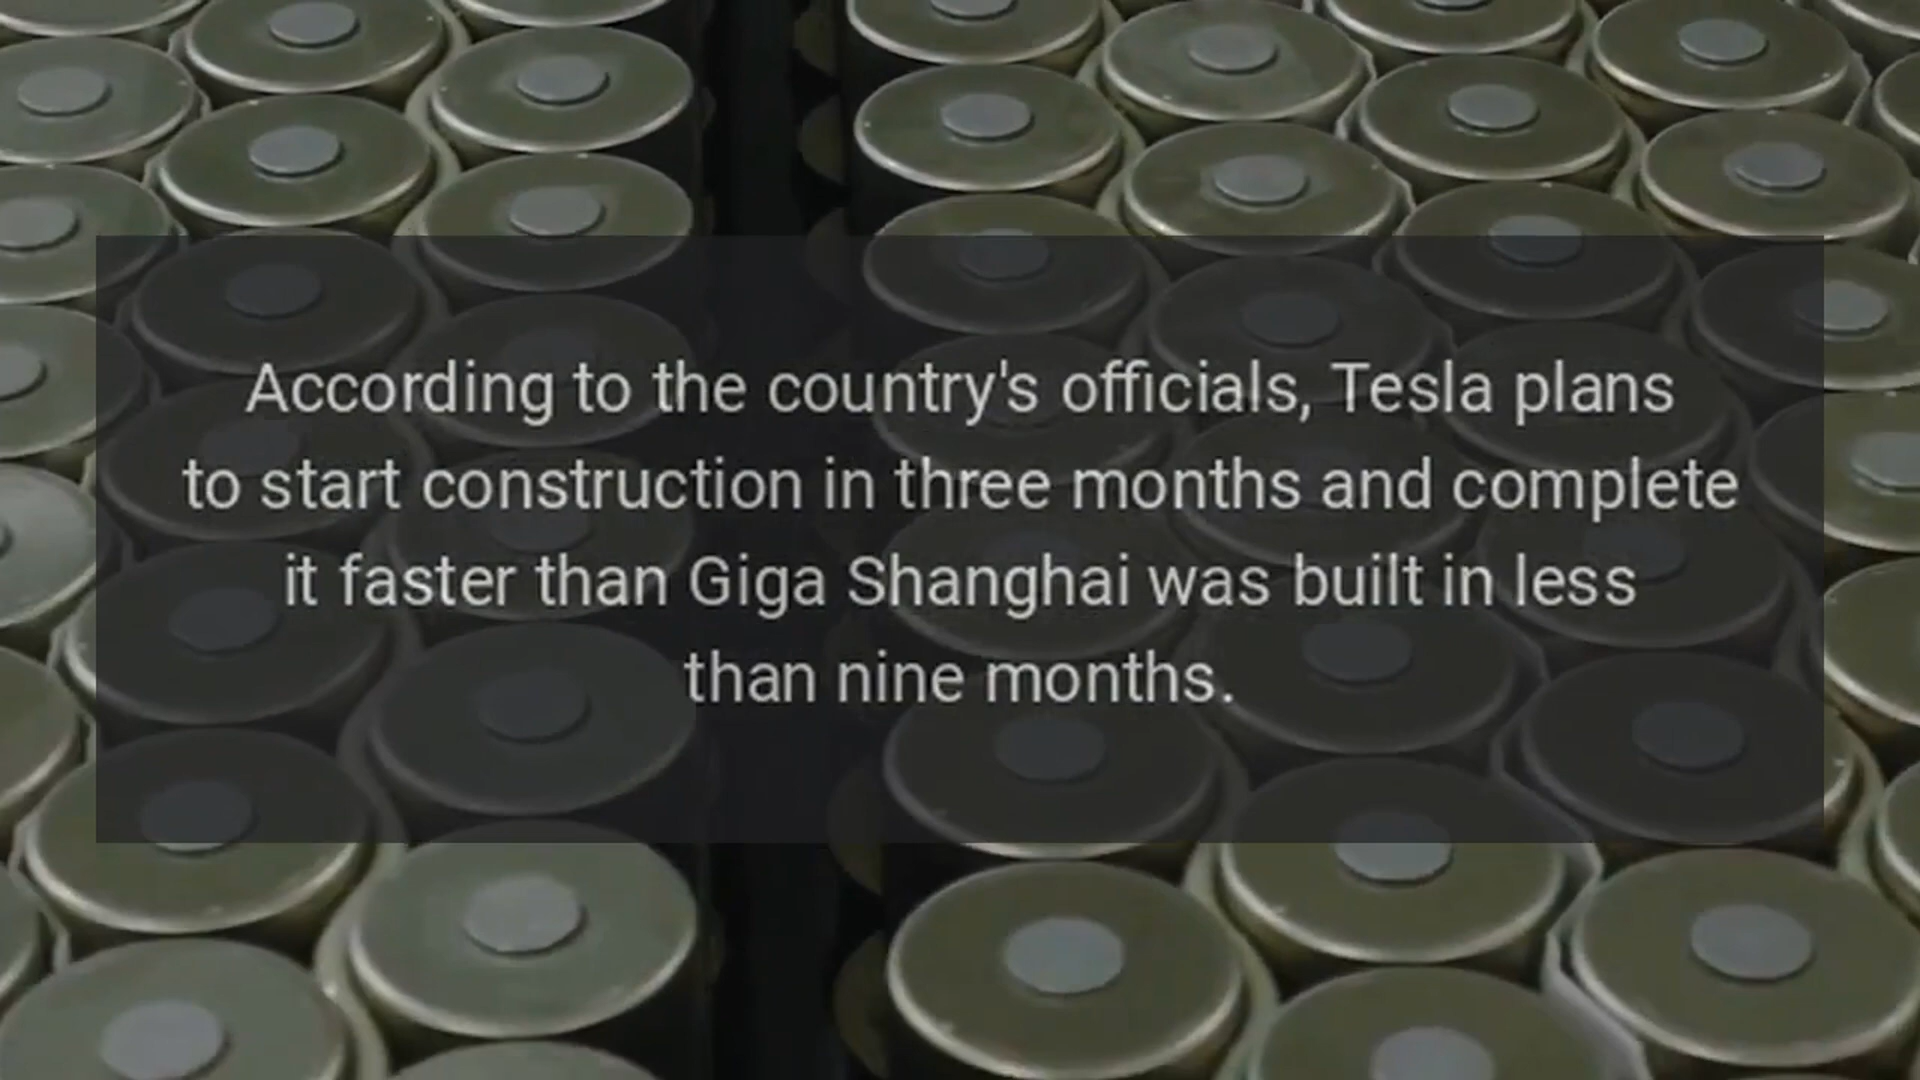 According to the country's officials, Tesla plans
to start construction in three months and complete
it faster than Giga Shanghai was built in less
than nine months.